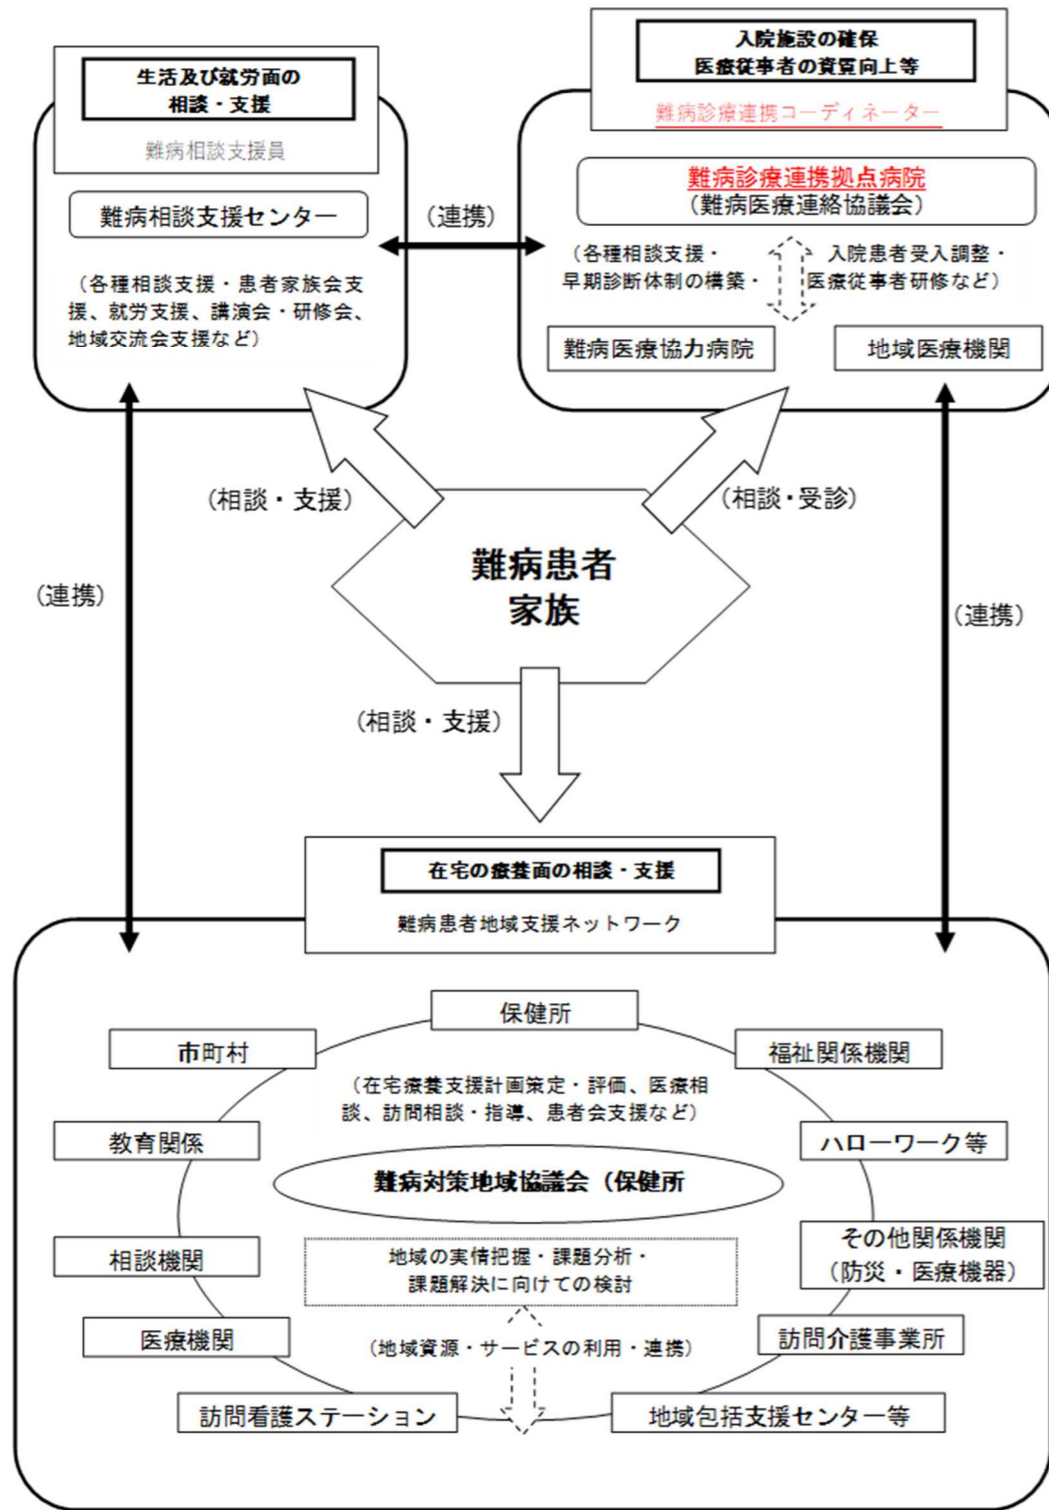 生活及び就労面の
相談・支援
難病相談支援員
難病相談支援センター
（各種相談支援・患者家族会支
援、就労支援、講演会・研修会、
地域交流会支援など）
（連携）
入院施設の確保
医療従事者の資質向上等
難病診療連携コーディネーター
難病診療連携拠点病院
（難病医療連絡協議会）
（各種相談支援・　入院患者受入調整・
早期診断体制の構築・　医療従事者研修など）
難病医療協力病院
地域医療機関
（相談・支援）
（相談・受診）
難病患者
家族
（連携）
（連携）
（相談・支援）
在宅の療養面の相談・支援
難病患者地域支援ネットワーク
保健所
市町村
福祉関係機関
（在宅療養支援計画策定・評価、医療相
談、訪問相談・指導、患者会支援など）
教育関係
ハローワーク等
難病対策地域協議会（保健所
相談機関
地域の実情把握・課題分析・
課題解決に向けての検討
その他関係機関
（防災・医療機器）
医療機関
（地域資源・サービスの利用・連携）
訪問介護事業所
訪問看護ステーション
地域包括支援センター等